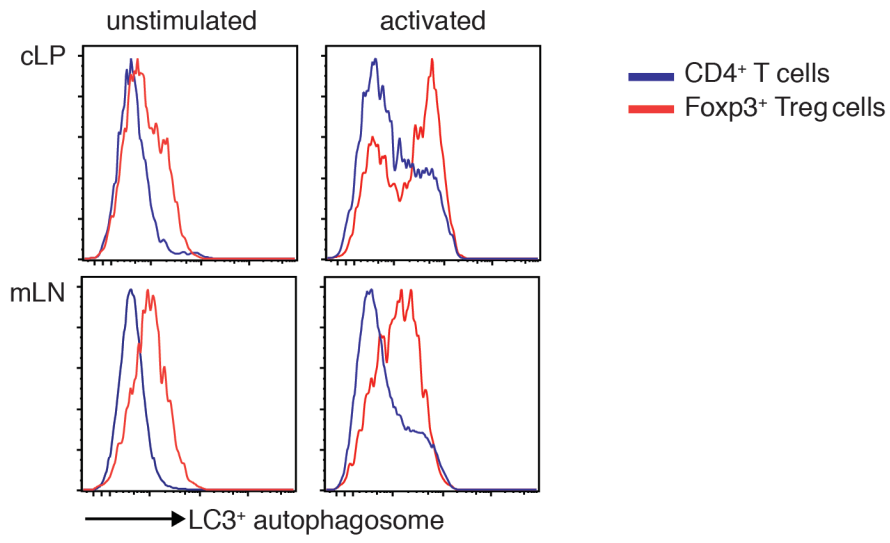 unstimulated activated
cLP
CD4⁺ T cells
Foxp3⁺ Treg cells
mLN
LC3⁺ autophagosome